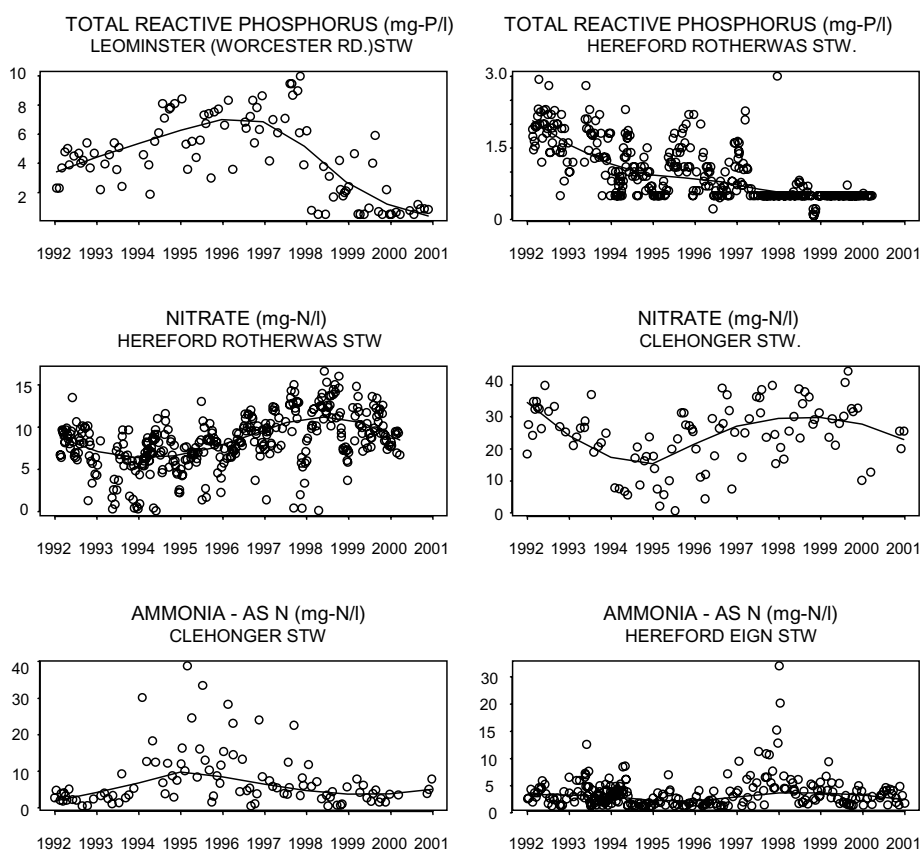 TOTAL REACTIVE PHOSPHORUS (mg-P/l)
LEOMINSTER (WORCESTER RD.)STW
10
8
6
4
2
1992 1993 1994 1995 1996 1997 1998 1999 2000 2001
TOTAL REACTIVE PHOSPHORUS (mg-P/l)
HEREFORD ROTHERWAS STW.
3.0
1.5
0
1992 1993 1994 1995 1996 1997 1998 1999 2000 2001
NITRATE (mg-N/l)
HEREFORD ROTHERWAS STW
15
10
5
0
1992 1993 1994 1995 1996 1997 1998 1999 2000 2001
NITRATE (mg-N/l)
CLEHONGER STW.
40
30
20
10
0
1992 1993 1994 1995 1996 1997 1998 1999 2000 2001
AMMONIA - AS N (mg-N/l)
CLEHONGER STW
40
30
20
10
0
1992 1993 1994 1995 1996 1997 1998 1999 2000 2001
AMMONIA - AS N (mg-N/l)
HEREFORD EIGN STW
30
15
10
5
0
1992 1993 1994 1995 1996 1997 1998 1999 2000 2001